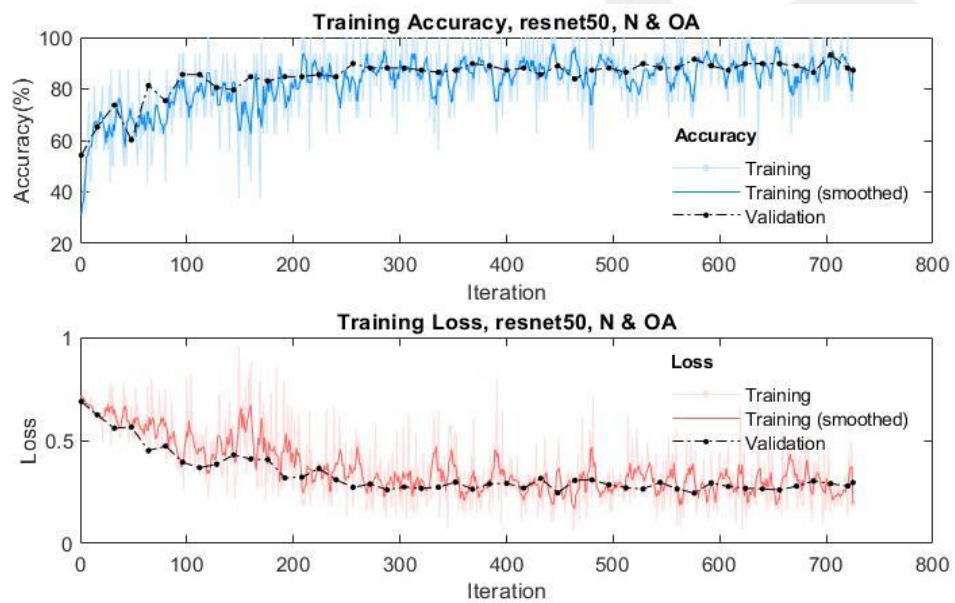 Training Accuracy, resnet50, N & OA
100
80
60
40
20
Accuracy(%)
Accuracy
Training
Training (smoothed)
Validation
0 100 200 300 400 500 600 700 800
Iteration
Training Loss, resnet50, N & OA
1
0.5
0
Loss
Loss
Training
Training (smoothed)
Validation
0 100 200 300 400 500 600 700 800
Iteration